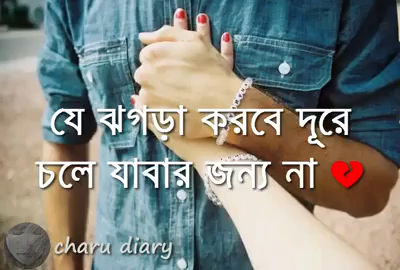 যে ঝগড়া করবে দূরে
চলে যাবার জন্য না 💔
charu diary